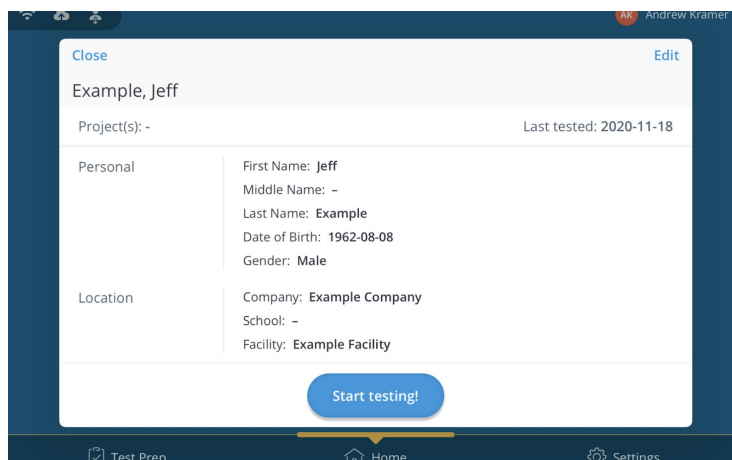 AK Andrew Kramer
Close Edit
Example, Jeff
Project(s): - Last tested: 2020-11-18
Personal First Name: Jeff
Middle Name: –
Last Name: Example
Date of Birth: 1962-08-08
Gender: Male
Location Company: Example Company
School: –
Facility: Example Facility
Start testing!
Test Prep Home Settings